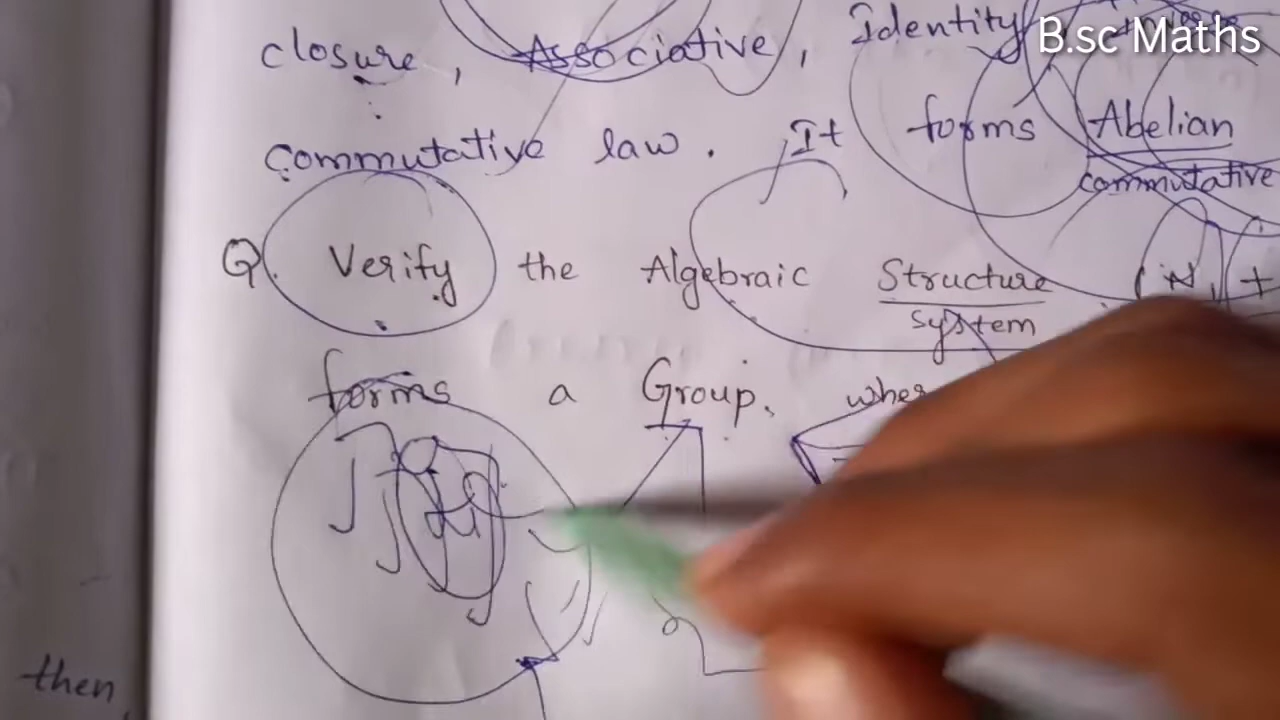 closure, Associative, Identity
B.sc Maths
commutative law. It forms Abelian
commutative
Q. Verify the Algebraic Structure (N, +
System
forms a Group, wher
then,